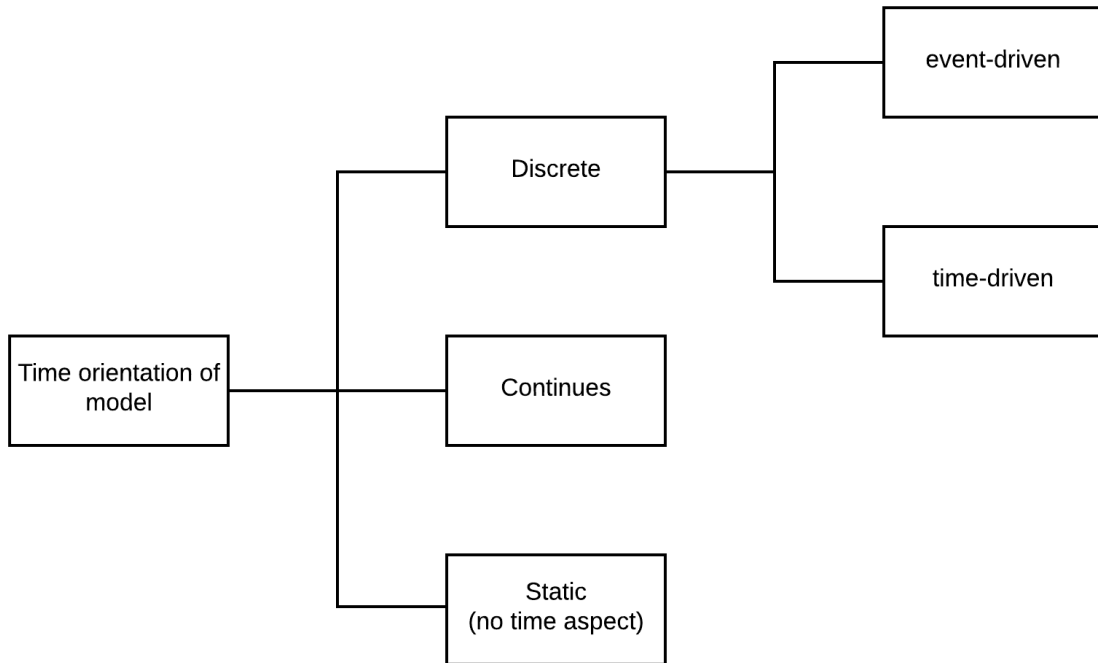 event-driven
Discrete
time-driven
Time orientation of
model
Continues
Static
(no time aspect)